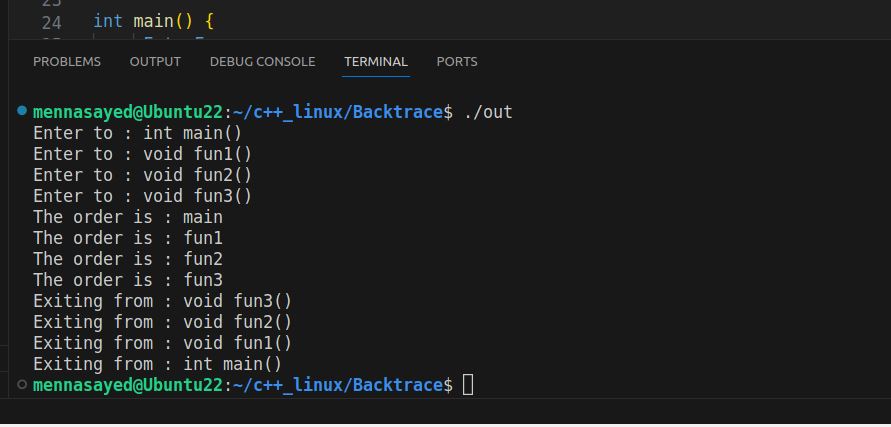 24 int main() {
PROBLEMS OUTPUT DEBUG CONSOLE TERMINAL PORTS
mennasayed@Ubuntu22:~/c++_linux/Backtrace$ ./out
Enter to : int main()
Enter to : void fun1()
Enter to : void fun2()
Enter to : void fun3()
The order is : main
The order is : fun1
The order is : fun2
The order is : fun3
Exiting from : void fun3()
Exiting from : void fun2()
Exiting from : void fun1()
Exiting from : int main()
mennasayed@Ubuntu22:~/c++_linux/Backtrace$